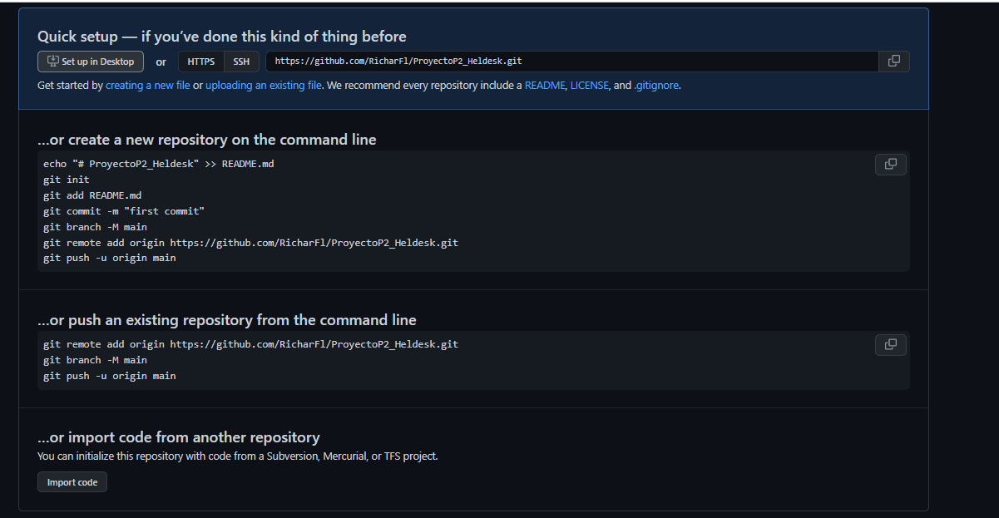 Quick setup — if you’ve done this kind of thing before
Set up in Desktop or HTTPS SSH https://github.com/RicharFl/ProyectoP2_Heldesk.git
Get started by creating a new file or uploading an existing file. We recommend every repository include a README, LICENSE, and .gitignore.
…or create a new repository on the command line
echo "# ProyectoP2_Heldesk" >> README.md
git init
git add README.md
git commit -m "first commit"
git branch -M main
git remote add origin https://github.com/RicharFl/ProyectoP2_Heldesk.git
git push -u origin main
…or push an existing repository from the command line
git remote add origin https://github.com/RicharFl/ProyectoP2_Heldesk.git
git branch -M main
git push -u origin main
…or import code from another repository
You can initialize this repository with code from a Subversion, Mercurial, or TFS project.
Import code